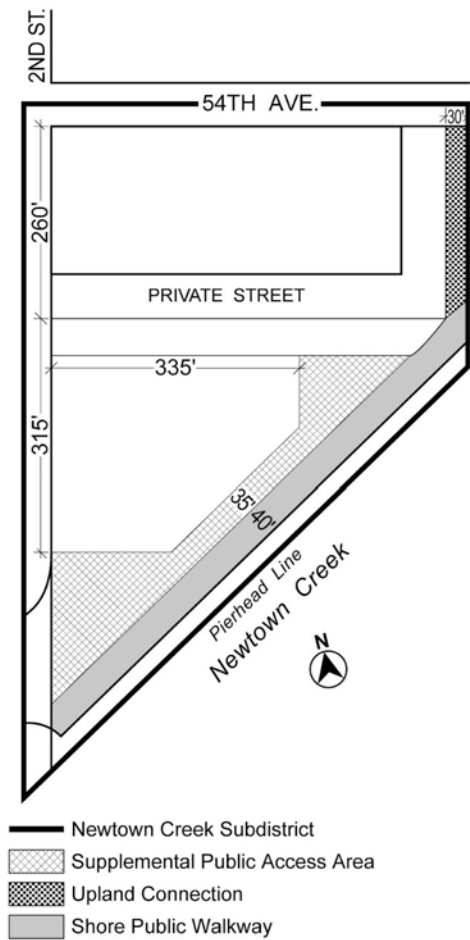 2ND ST.
54TH AVE.
30'
260'
PRIVATE STREET
335'
315'
35' 40'
Pierhead Line
Newtown Creek
N
Newtown Creek Subdistrict
Supplemental Public Access Area
Upland Connection
Shore Public Walkway